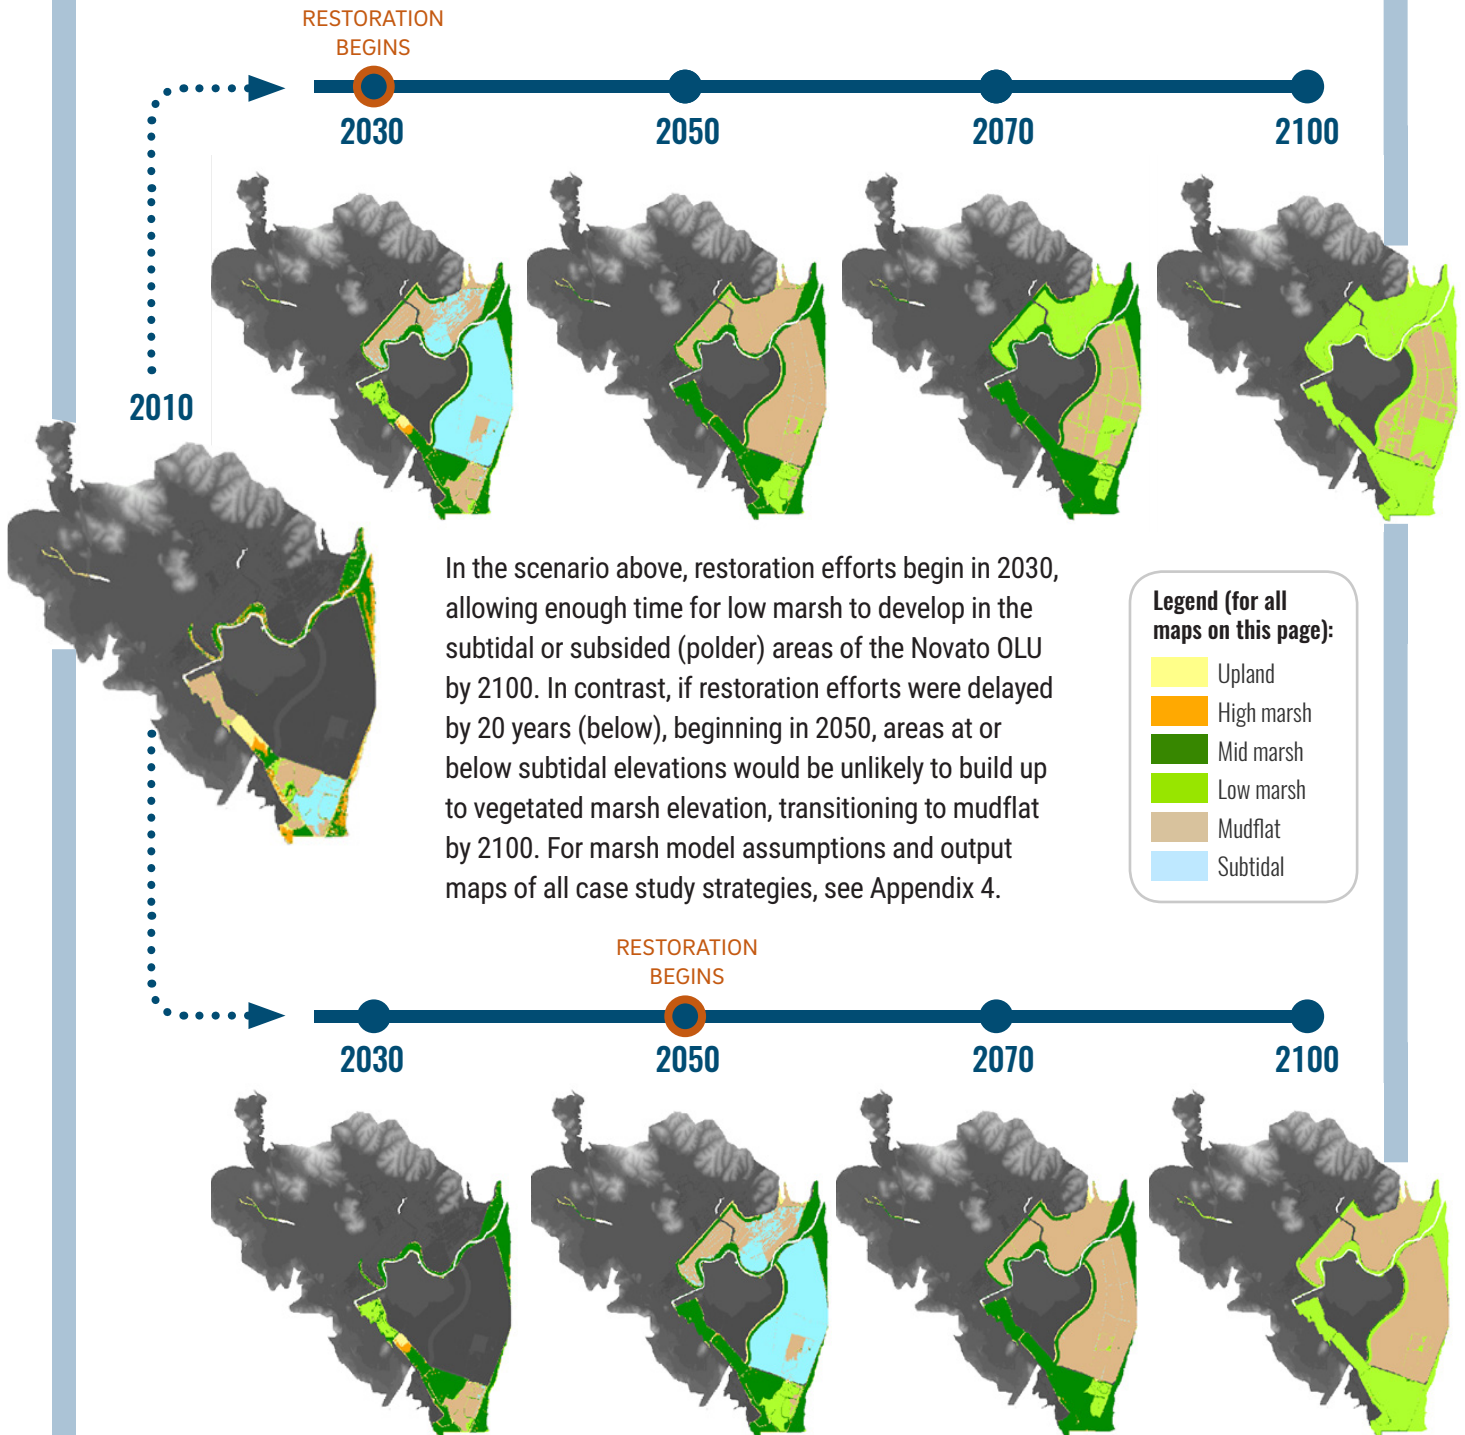 RESTORATION
BEGINS
2030
2050
2070
2100
2010
In the scenario above, restoration efforts begin in 2030,
allowing enough time for low marsh to develop in the
subtidal or subsided (polder) areas of the Novato OLU
by 2100. In contrast, if restoration efforts were delayed
by 20 years (below), beginning in 2050, areas at or
below subtidal elevations would be unlikely to build up
to vegetated marsh elevation, transitioning to mudflat
by 2100. For marsh model assumptions and output
maps of all case study strategies, see Appendix 4.
Legend (for all
maps on this page):
Upland
High marsh
Mid marsh
Low marsh
Mudflat
Subtidal
RESTORATION
BEGINS
2030
2050
2070
2100